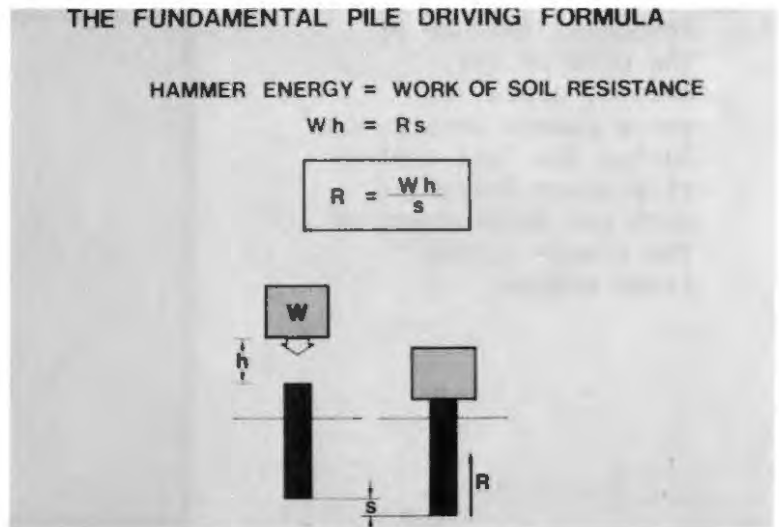 THE FUNDAMENTAL PILE DRIVING FORMULA
HAMMER ENERGY = WORK OF SOIL RESISTANCE
Wh = Rs
R = Wh/s
W
h
R
s